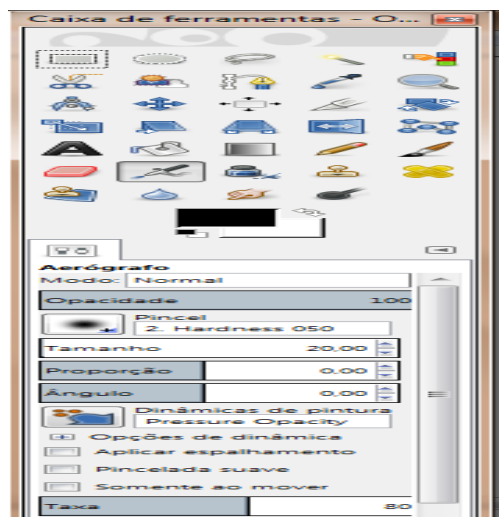 Caixa de ferramentas - O...
Aerógrafo
Modo: Normal
Opacidade 100
Pincel
2. Hardness 050
Tamanho 20,00
Proporção 0,00
Ângulo 0,00
Dinâmicas de pintura
Pressure Opacity
Opções de dinâmica
Aplicar espalhamento
Pincelada suave
Somente ao mover
Taxa 80